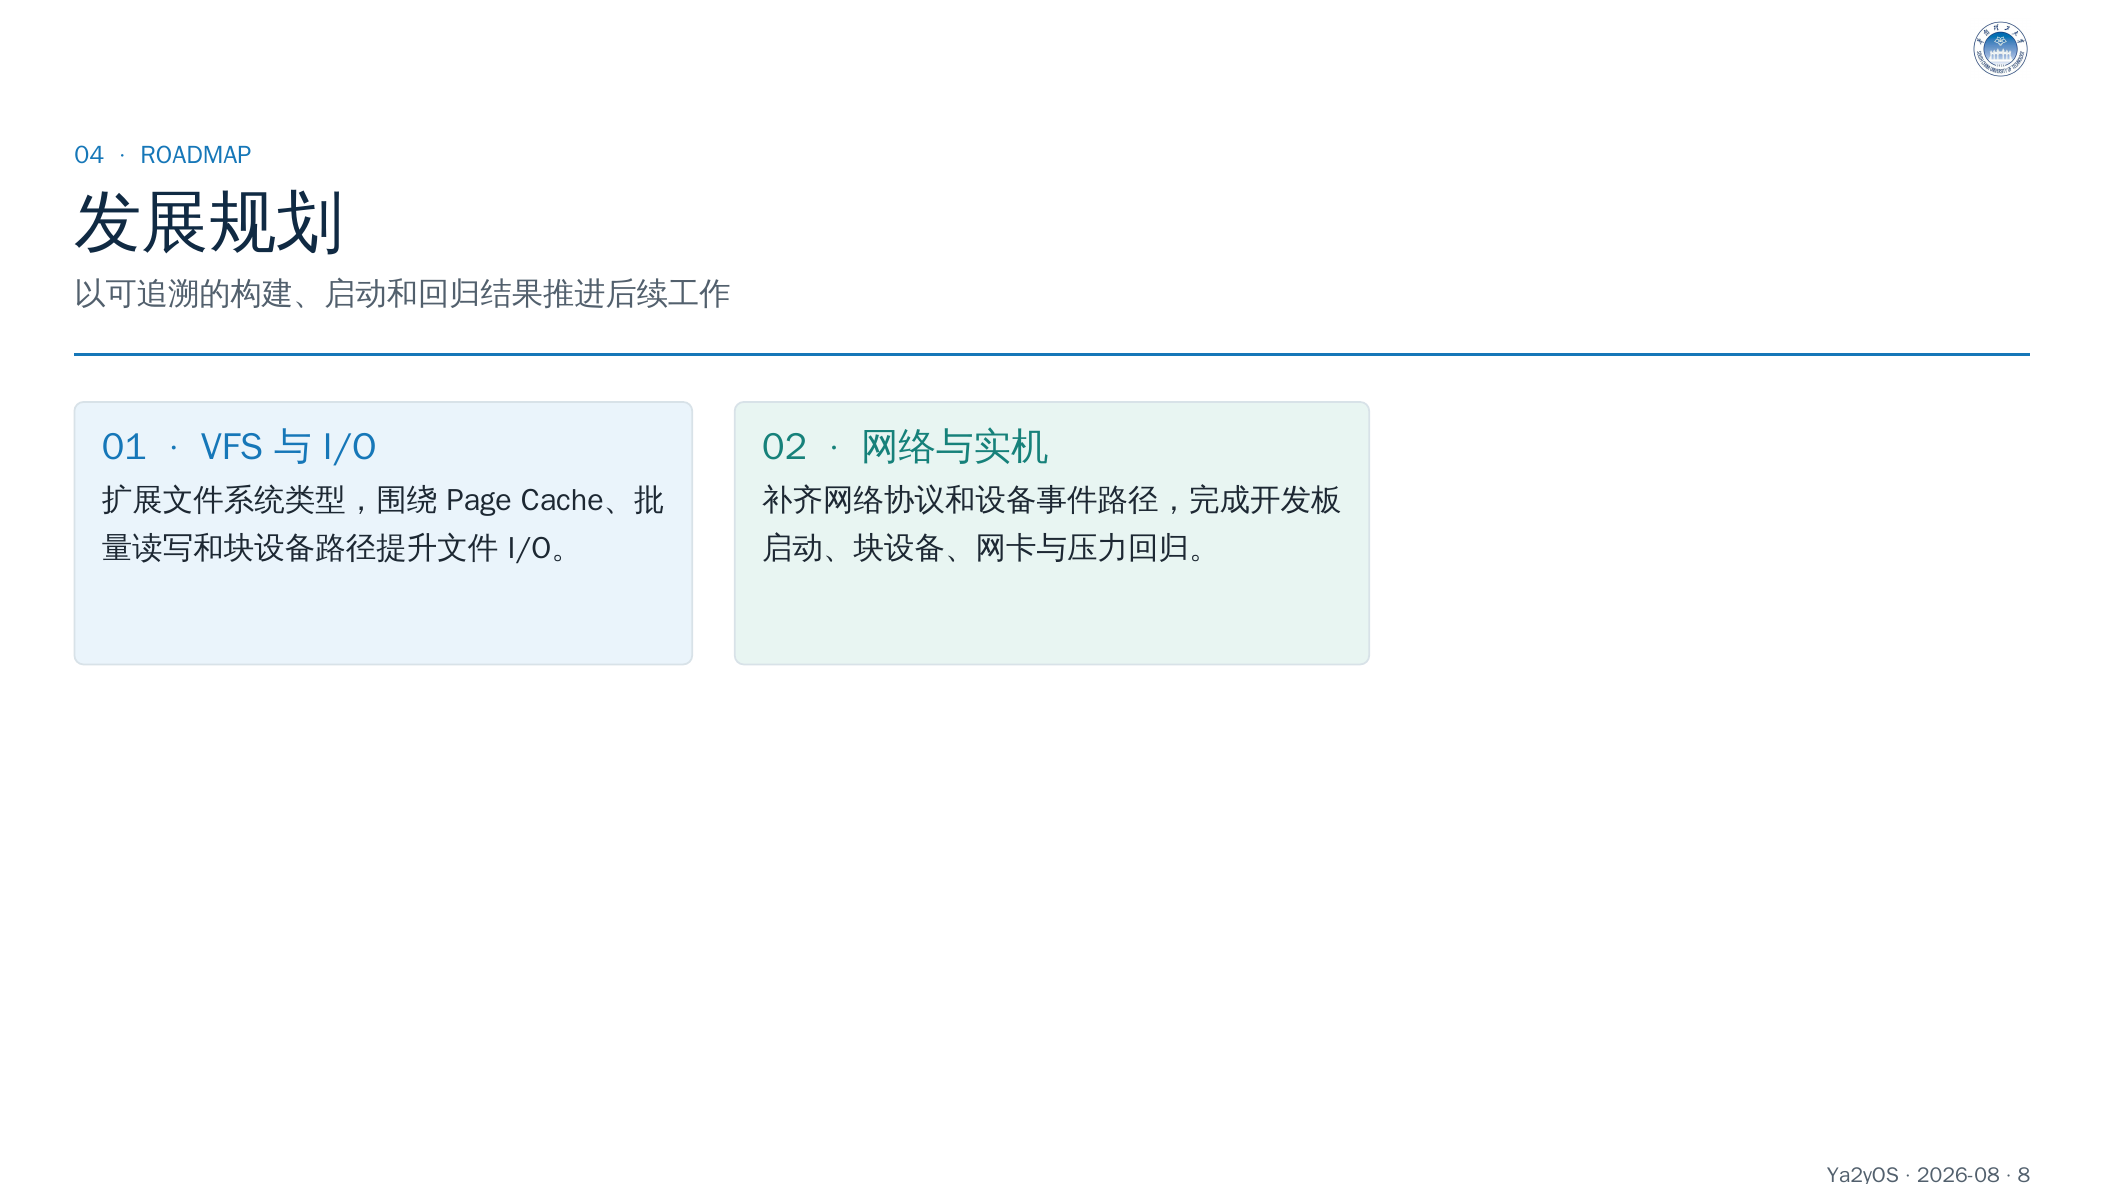 04 · ROADMAP
发展规划
以可追溯的构建、启动和回归结果推进后续工作
01 · VFS 与 I/O
扩展文件系统类型，围绕 Page Cache、批
量读写和块设备路径提升文件 I/O。
02 · 网络与实机
补齐网络协议和设备事件路径，完成开发板
启动、块设备、网卡与压力回归。
Ya2yOS · 2026-08 · 8